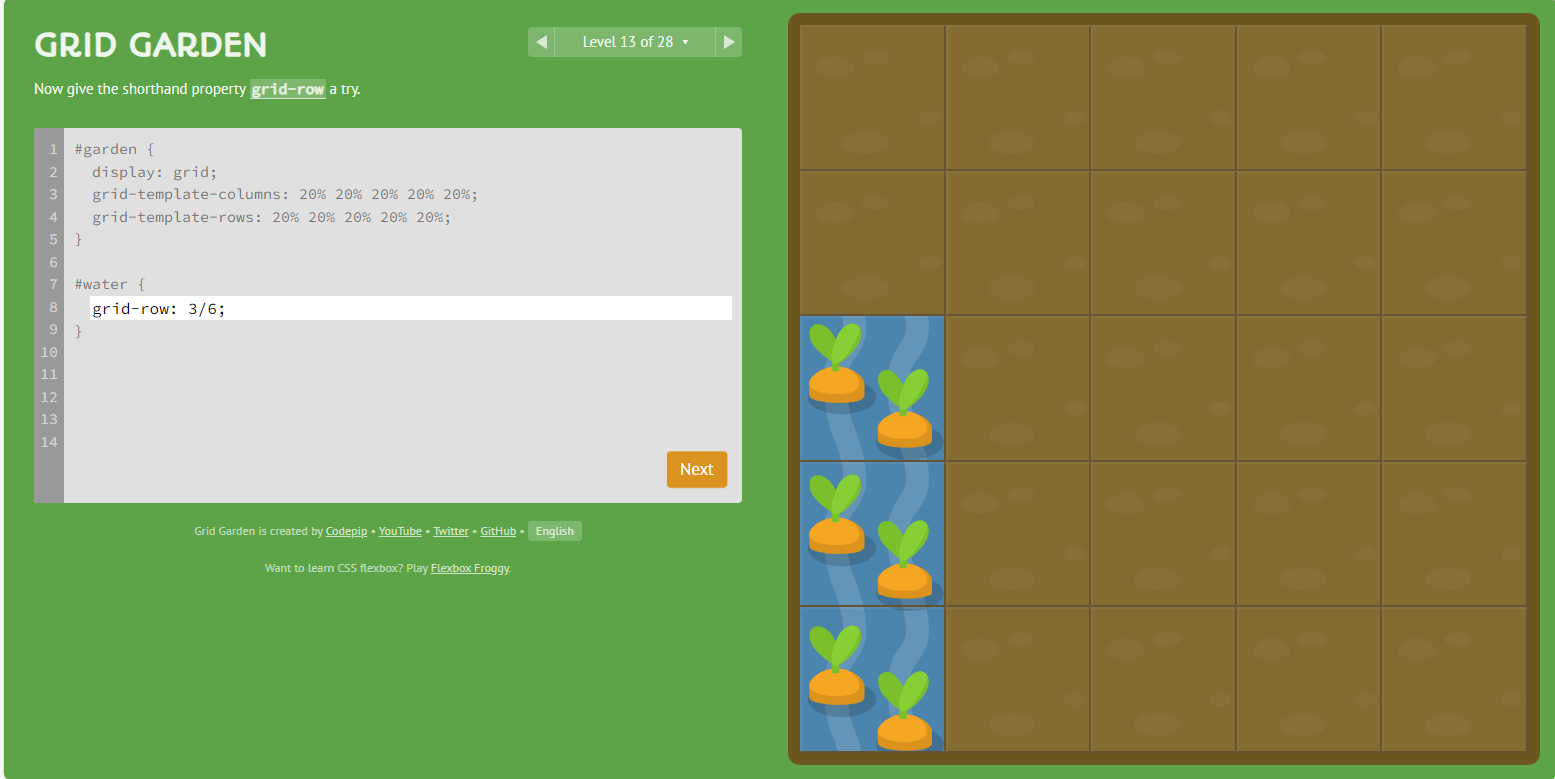 GRID GARDEN
◀ Level 13 of 28 ▾ ▶
Now give the shorthand property grid-row a try.
1 #garden {
2 display: grid;
3 grid-template-columns: 20% 20% 20% 20% 20%;
4 grid-template-rows: 20% 20% 20% 20% 20%;
5 }
6
7 #water {
8 grid-row: 3/6;
9 }
10
11
12
13
14
Next
Grid Garden is created by Codepip • YouTube • Twitter • GitHub • English
Want to learn CSS flexbox? Play Flexbox Froggy.